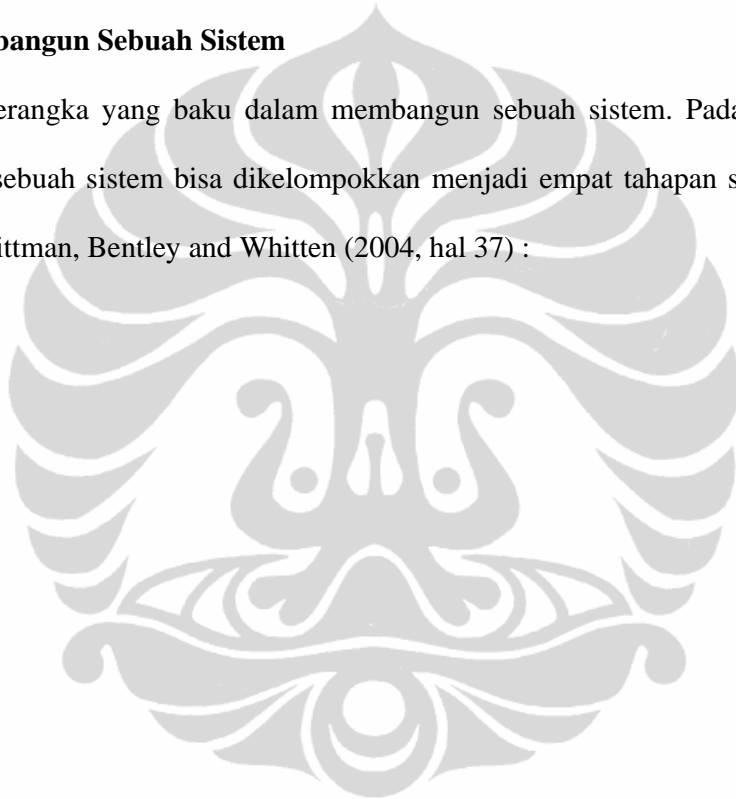 bangun Sebuah Sistem
erangka yang baku dalam membangun sebuah sistem. Pada
sebuah sistem bisa dikelompokkan menjadi empat tahapan s
ittman, Bentley and Whitten (2004, hal 37) :